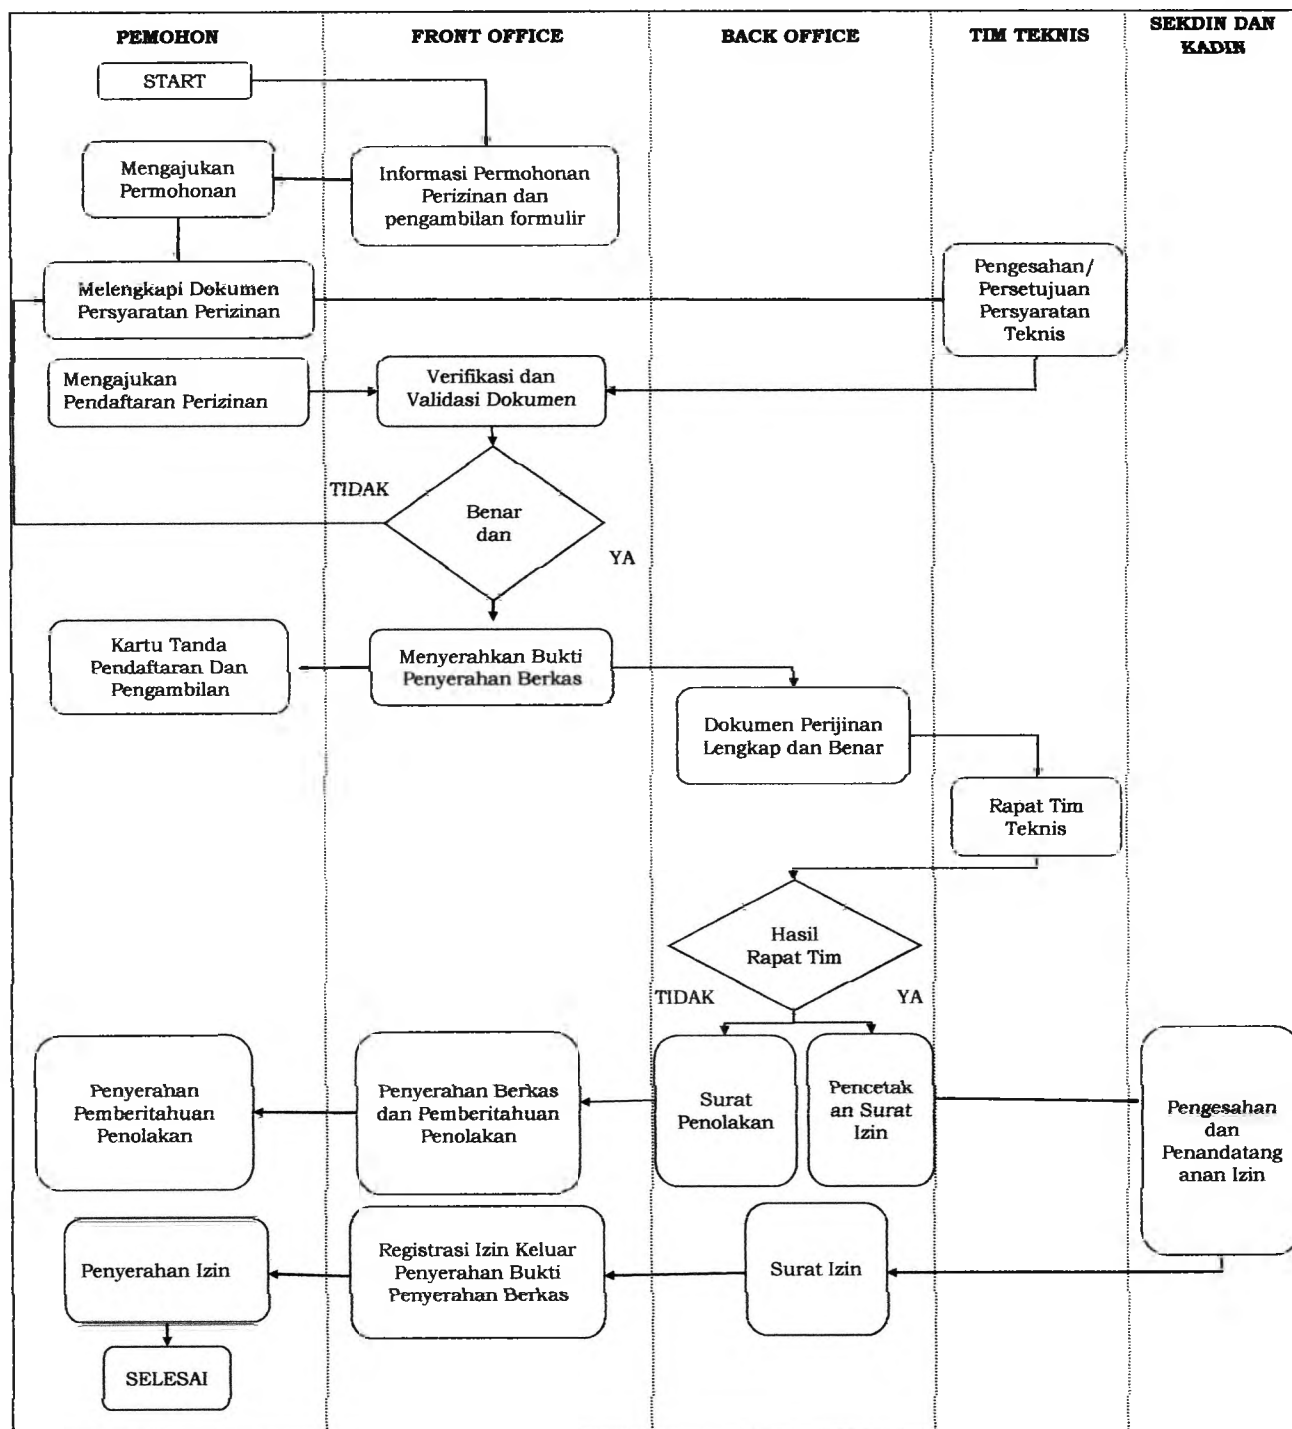 PEMOHON
FRONT OFFICE
BACK OFFICE
TIM TEKNIS
SEKDIN DAN
KADIN
START
Mengajukan
Permohonan
Informasi Permohonan
Perizinan dan
pengambilan formulir
Melengkapi Dokumen
Persyaratan Perizinan
Pengesahan/
Persetujuan
Persyaratan
Teknis
Mengajukan
Pendaftaran Perizinan
Verifikasi dan
Validasi Dokumen
TIDAK
Benar
dan
YA
Kartu Tanda
Pendaftaran Dan
Pengambilan
Menyerahkan Bukti
Penyerahan Berkas
Dokumen Perijinan
Lengkap dan Benar
Rapat Tim
Teknis
Hasil
Rapat Tim
TIDAK
YA
Penyerahan
Pemberitahuan
Penolakan
Penyerahan Berkas
dan Pemberitahuan
Penolakan
Surat
Penolakan
Pencetak
an Surat
Izin
Pengesahan
dan
Penandatang
anan Izin
Penyerahan Izin
Registrasi Izin Keluar
Penyerahan Bukti
Penyerahan Berkas
Surat Izin
SELESAI